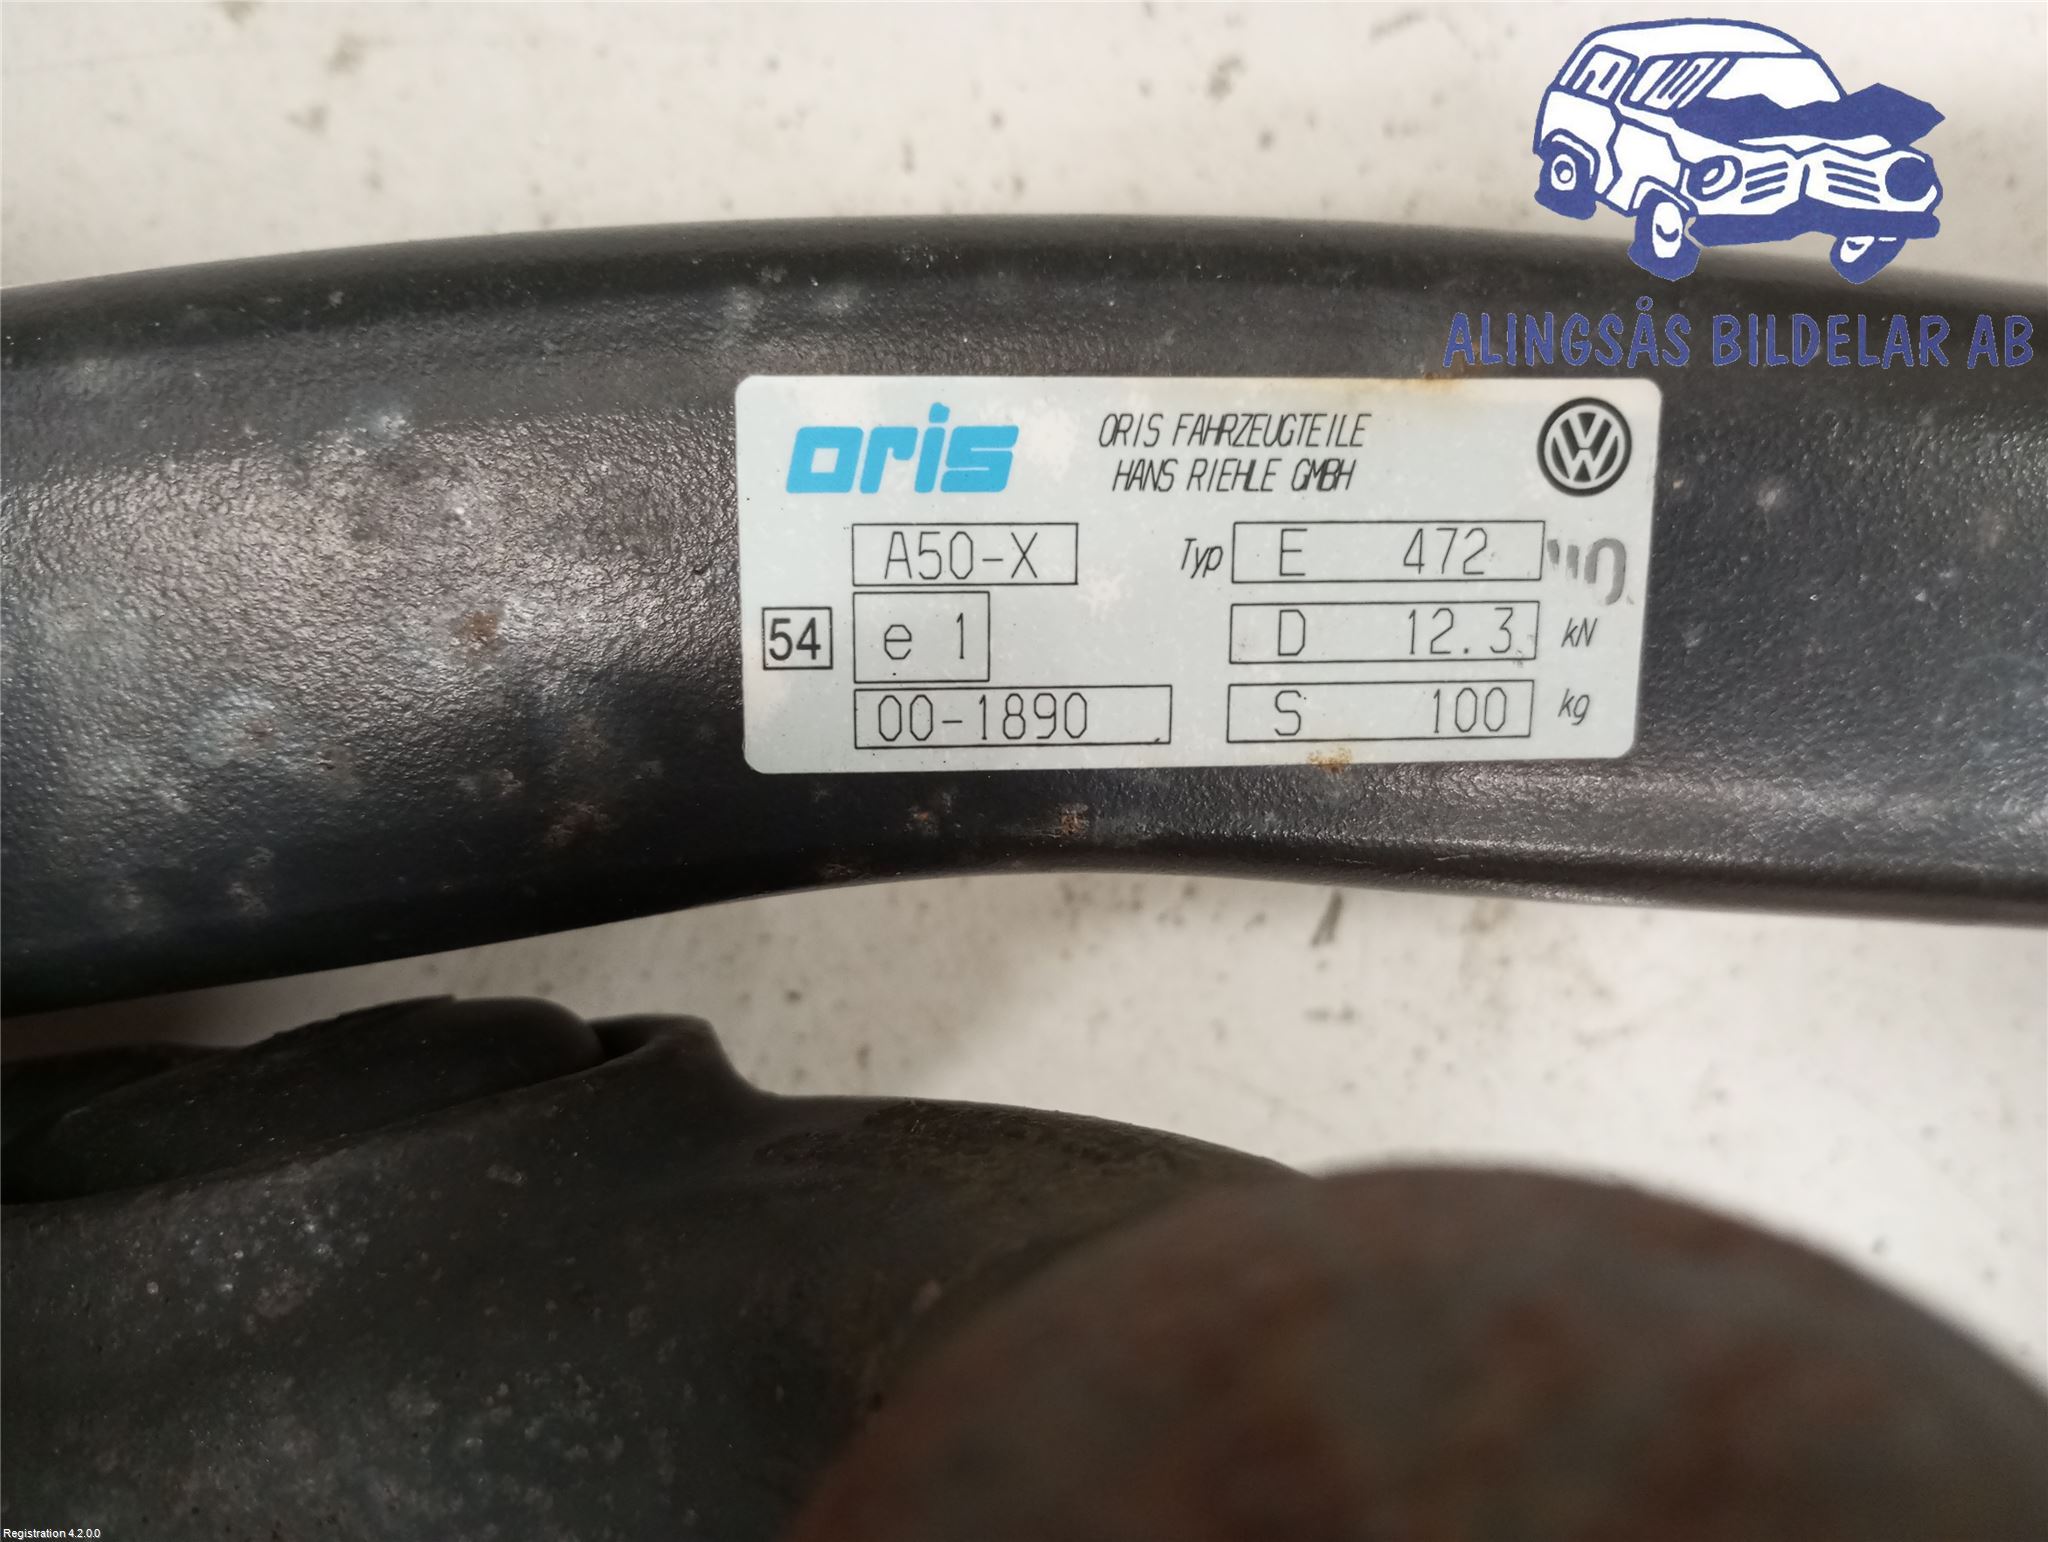 ALINGSÅS BILDELAR AB
oris
ORIS FAHRZEUGTEILE
HANS RIEHLE GMBH
A50-X
Typ E 472
54 e 1
D 12.3 kN
00-1890
S 100 kg
Registration 4.2.0.0